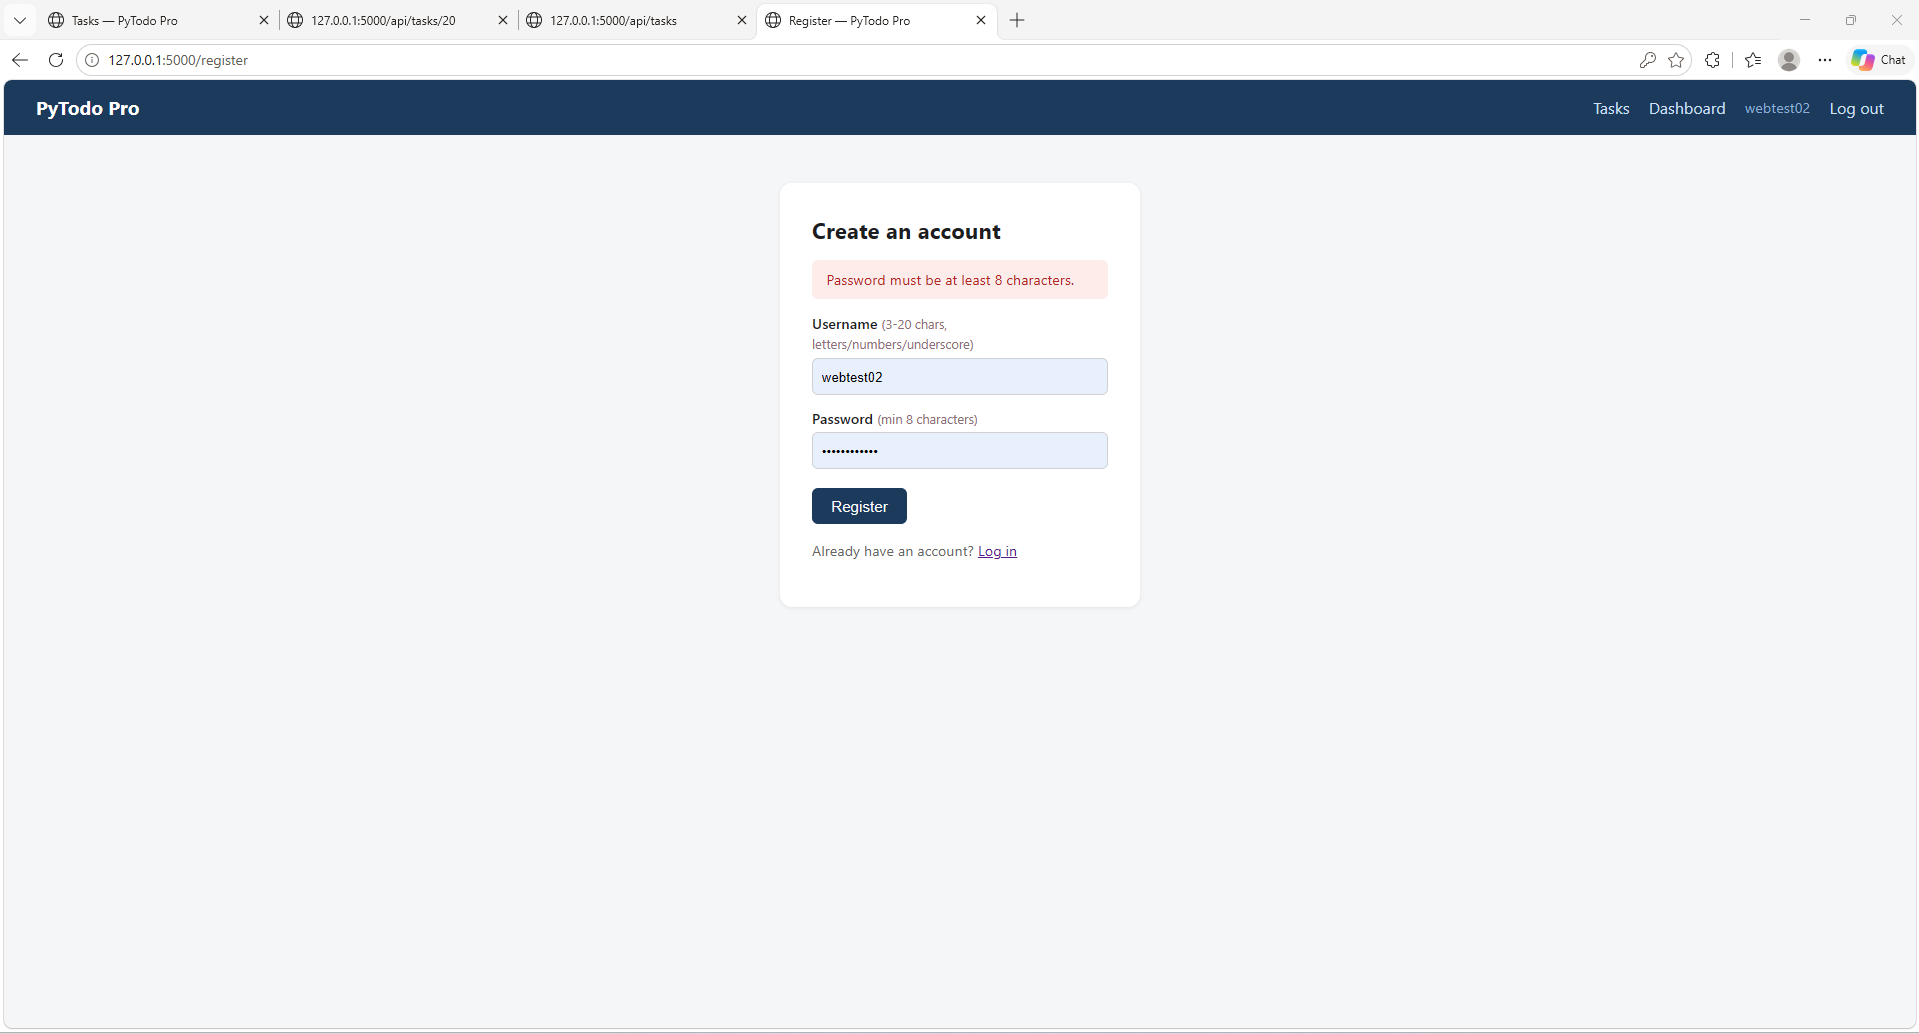 Tasks — PyTodo Pro
127.0.0.1:5000/api/tasks/20
127.0.0.1:5000/api/tasks
Register — PyTodo Pro
127.0.0.1:5000/register
Chat
PyTodo Pro
Tasks
Dashboard
webtest02
Log out
Create an account
Password must be at least 8 characters.
Username (3-20 chars,
letters/numbers/underscore)
webtest02
Password (min 8 characters)
••••••••••••
Register
Already have an account? Log in